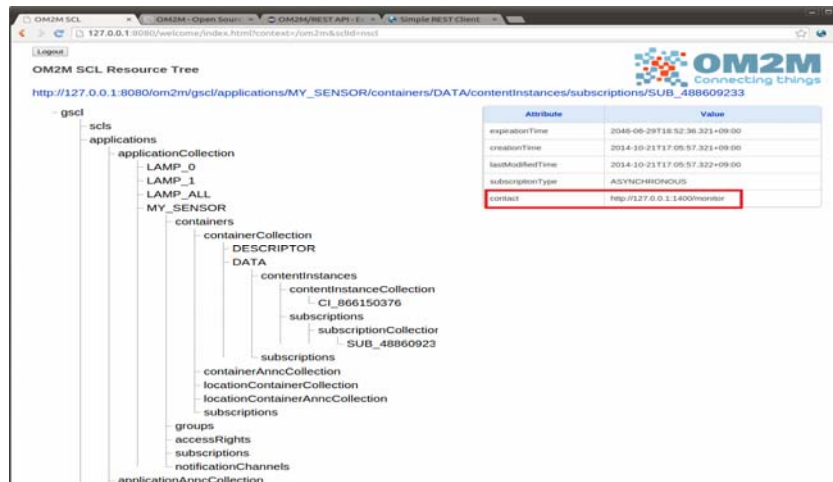 OM2M SCL
OM2M - Open Sourc
OM2M/REST API - Ec
Simple REST Client
127.0.0.1:8080/welcome/index.html?context=/om2m&sclId=nscl
Logout
OM2M
Connecting things
OM2M SCL Resource Tree
http://127.0.0.1:8080/om2m/gscl/applications/MY_SENSOR/containers/DATA/contentInstances/subscriptions/SUB_488609233
Attribute Value
expirationTime 2046-06-29T18:52:36.321+09:00
creationTime 2014-10-21T17:05:57.321+09:00
lastModifiedTime 2014-10-21T17:05:57.322+09:00
subscriptionType ASYNCHRONOUS
contact http://127.0.0.1:1400/monitor
gscl
scls
applications
applicationCollection
LAMP_0
LAMP_1
LAMP_ALL
MY_SENSOR
containers
containerCollection
DESCRIPTOR
DATA
contentInstances
contentInstanceCollection
CI_866150376
subscriptions
subscriptionCollection
SUB_48860923
subscriptions
containerAnncCollection
locationContainerCollection
locationContainerAnncCollection
subscriptions
groups
accessRights
subscriptions
notificationChannels
applicationAnncCollection